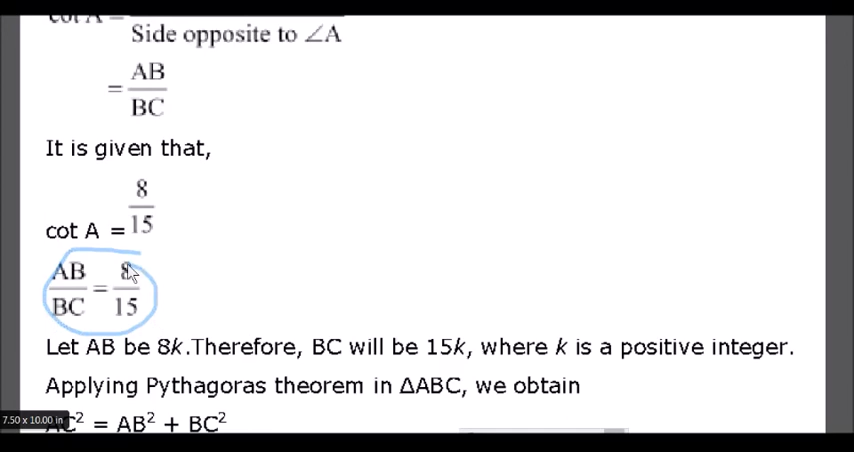 cot A =
Side opposite to ∠A
= AB
BC
It is given that,
cot A = 8
15
AB = 8
BC 15
Let AB be 8k.Therefore, BC will be 15k, where k is a positive integer.
Applying Pythagoras theorem in ΔABC, we obtain
7.50 x 10.00 in
AC² = AB² + BC²